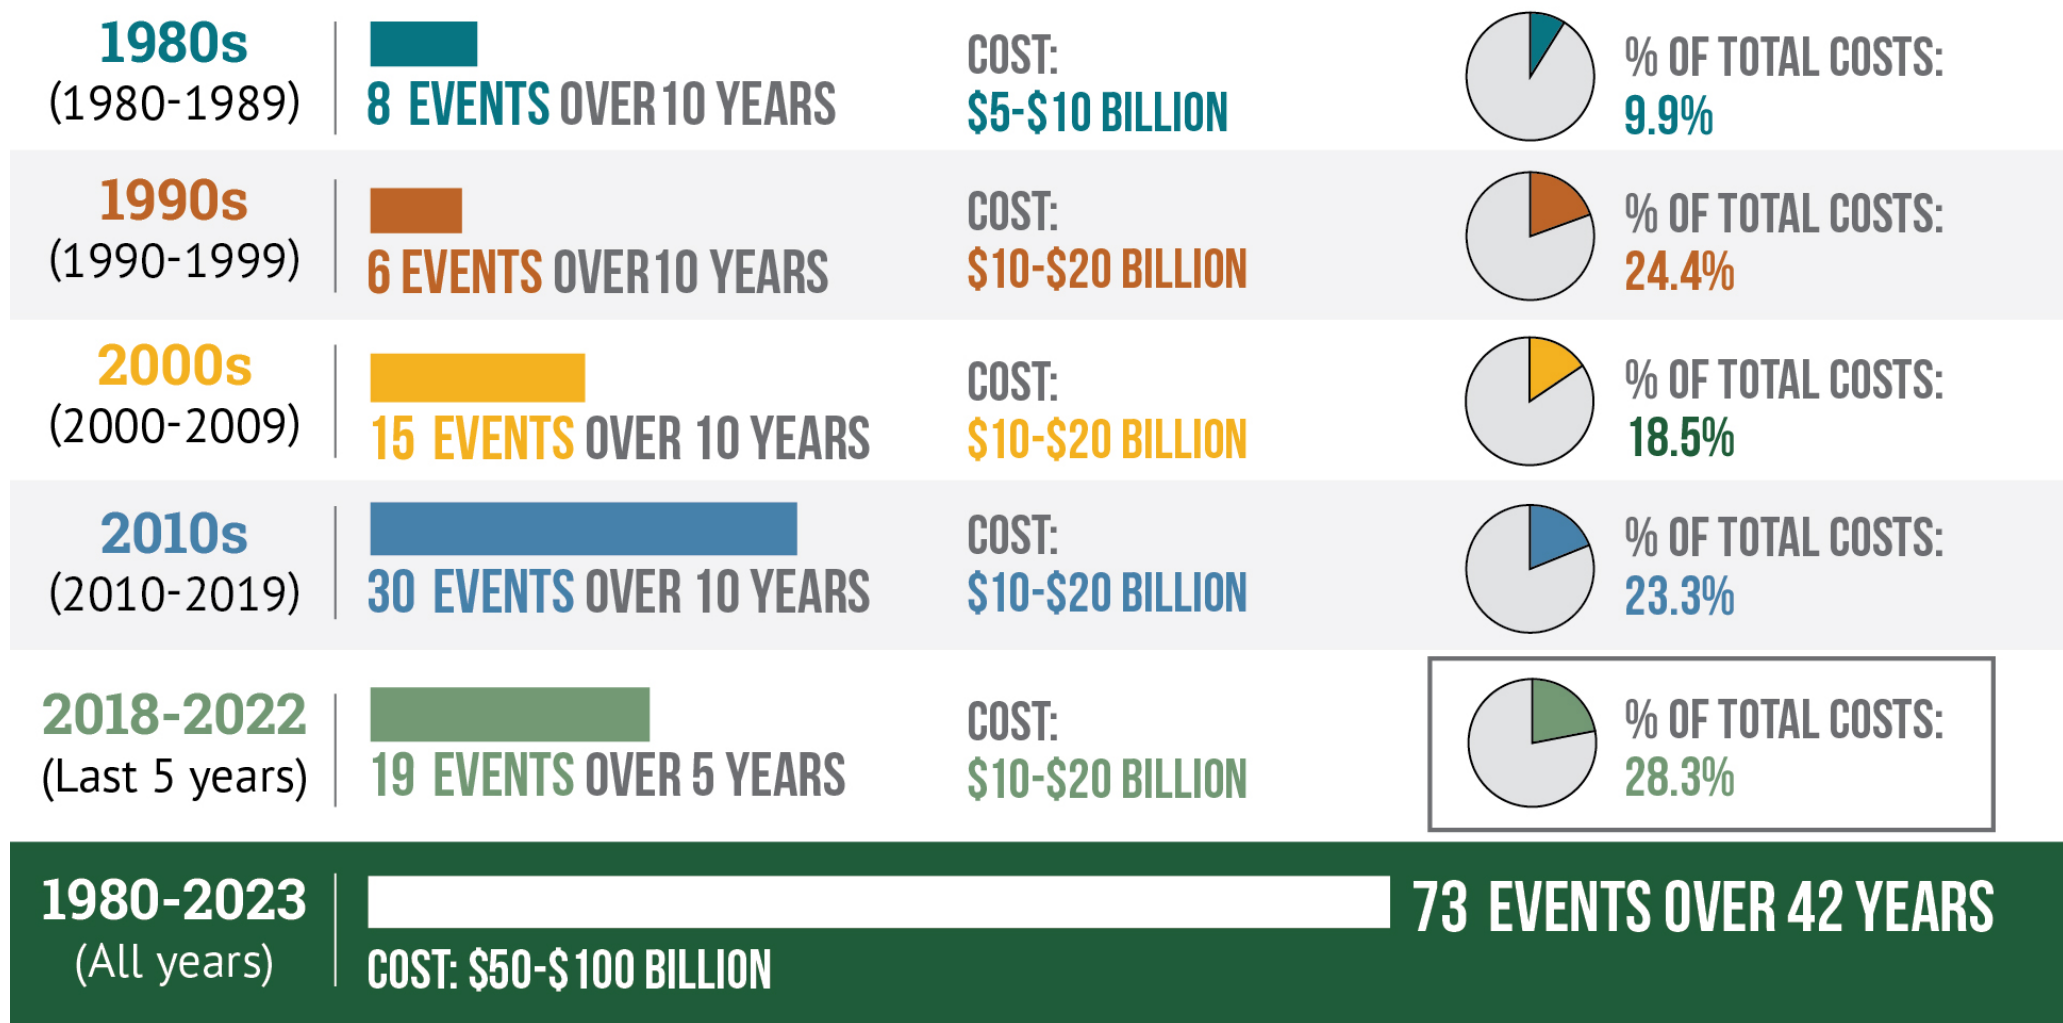 1980s
(1980-1989)
8 EVENTS OVER 10 YEARS
COST:
$5-$10 BILLION
% OF TOTAL COSTS:
9.9%
1990s
(1990-1999)
6 EVENTS OVER 10 YEARS
COST:
$10-$20 BILLION
% OF TOTAL COSTS:
24.4%
2000s
(2000-2009)
15 EVENTS OVER 10 YEARS
COST:
$10-$20 BILLION
% OF TOTAL COSTS:
18.5%
2010s
(2010-2019)
30 EVENTS OVER 10 YEARS
COST:
$10-$20 BILLION
% OF TOTAL COSTS:
23.3%
2018-2022
(Last 5 years)
19 EVENTS OVER 5 YEARS
COST:
$10-$20 BILLION
% OF TOTAL COSTS:
28.3%
1980-2023
(All years)
73 EVENTS OVER 42 YEARS
COST: $50-$100 BILLION